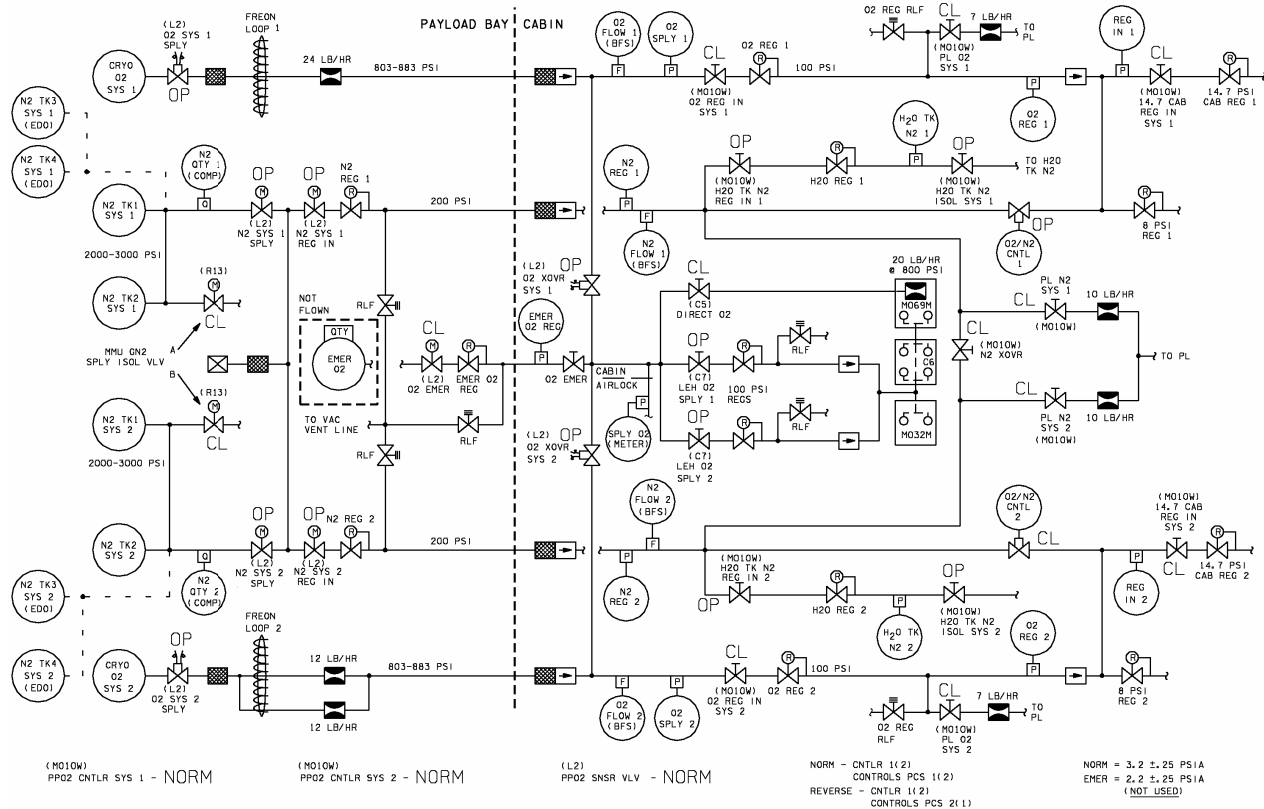 PAYLOAD BAY
CABIN
(L2)
O2 SYS 1
SPLY
OP
FREON
LOOP 1
CRYO
O2
SYS 1
24 LB/HR
803-883 PSI
O2
FLOW 1
(BFS)
F
O2
SPLY 1
P
CL
(MO10W)
O2 REG IN
SYS 1
O2 REG 1
R
100 PSI
O2 REG RLF
CL
(MO10W)
PL O2
SYS 1
7 LB/HR
TO
PL
P
O2
REG 1
REG
IN 1
P
CL
(MO10W)
14.7 CAB
REG IN
SYS 1
R
14.7 PSI
CAB REG 1
N2 TK3
SYS 1
(EDO)
N2 TK4
SYS 1
(EDO)
N2
QTY 1
(COMP)
Q
N2 TK1
SYS 1
OP
M
(L2)
N2 SYS 1
SPLY
OP
M
(L2)
N2 SYS 1
REG IN
N2
REG 1
R
200 PSI
N2
REG 1
P
F
N2
FLOW 1
(BFS)
OP
(MO10W)
H2O TK N2
REG IN 1
R
H2O REG 1
H2O TK
N2 1
P
OP
(MO10W)
H2O TK N2
ISOL SYS 1
TO H2O
TK N2
OP
O2/N2
CNTL
1
R
8 PSI
REG 1
2000-3000 PSI
N2 TK2
SYS 1
(R13)
M
CL
MMU GN2
SPLY ISOL VLV
A
B
(R13)
M
CL
NOT
FLOWN
QTY
EMER
O2
RLF
CL
M
(L2)
O2 EMER
R
EMER O2
REG
EMER
O2 REG
P
O2 EMER
TO VAC
VENT LINE
RLF
RLF
(L2)
O2 XOVR
SYS 1
OP
CABIN
AIRLOCK
P
SPLY O2
(METER)
(L2)
O2 XOVR
SYS 2
OP
CL
(C5)
DIRECT O2
20 LB/HR
@ 800 PSI
MO69M
C6
MO32M
OP
(C7)
LEH O2
SPLY 1
R
100 PSI
REGS
RLF
OP
(C7)
LEH O2
SPLY 2
R
RLF
CL
(MO10W)
N2 XOVR
PL N2
SYS 1
CL
(MO10W)
10 LB/HR
TO PL
CL
PL N2
SYS 2
(MO10W)
10 LB/HR
N2 TK1
SYS 2
2000-3000 PSI
N2 TK2
SYS 2
Q
N2
QTY 2
(COMP)
OP
M
(L2)
N2 SYS 2
SPLY
OP
M
(L2)
N2 SYS 2
REG IN
N2 REG 2
R
200 PSI
N2
FLOW 2
(BFS)
F
P
N2
REG 2
(MO10W)
H2O TK N2
REG IN 2
OP
R
H2O REG 2
P
H2O TK
N2 2
OP
(MO10W)
H2O TK N2
ISOL SYS 2
O2/N2
CNTL
2
CL
P
REG
IN 2
(MO10W)
14.7 CAB
REG IN
SYS 2
CL
R
14.7 PSI
CAB REG 2
N2 TK3
SYS 2
(EDO)
N2 TK4
SYS 2
(EDO)
CRYO
O2
SYS 2
OP
(L2)
O2 SYS 2
SPLY
FREON
LOOP 2
12 LB/HR
12 LB/HR
803-883 PSI
F
O2
FLOW 2
(BFS)
P
O2
SPLY 2
CL
(MO10W)
O2 REG IN
SYS 2
R
O2 REG 2
100 PSI
O2 REG
RLF
CL
(MO10W)
PL O2
SYS 2
7 LB/HR
TO
PL
O2
REG 2
P
R
8 PSI
REG 2
(MO10W)
PPO2 CNTLR SYS 1 - NORM
(MO10W)
PPO2 CNTLR SYS 2 - NORM
(L2)
PPO2 SNSR VLV - NORM
NORM - CNTLR 1(2)
CONTROLS PCS 1(2)
REVERSE - CNTLR 1(2)
CONTROLS PCS 2(1)
NORM = 3.2 ±.25 PSIA
EMER = 2.2 ±.25 PSIA
(NOT USED)